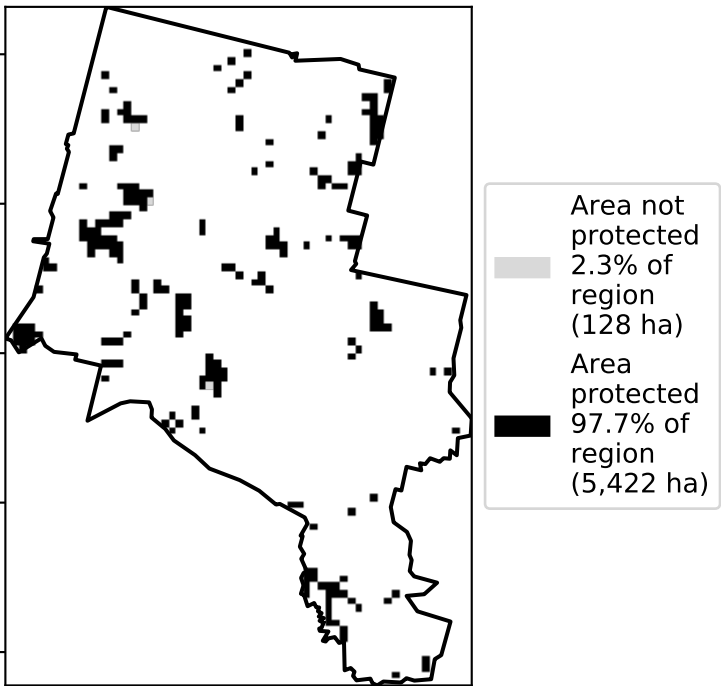 Area not
protected
2.3% of
region
(128 ha)
Area
protected
97.7% of
region
(5,422 ha)